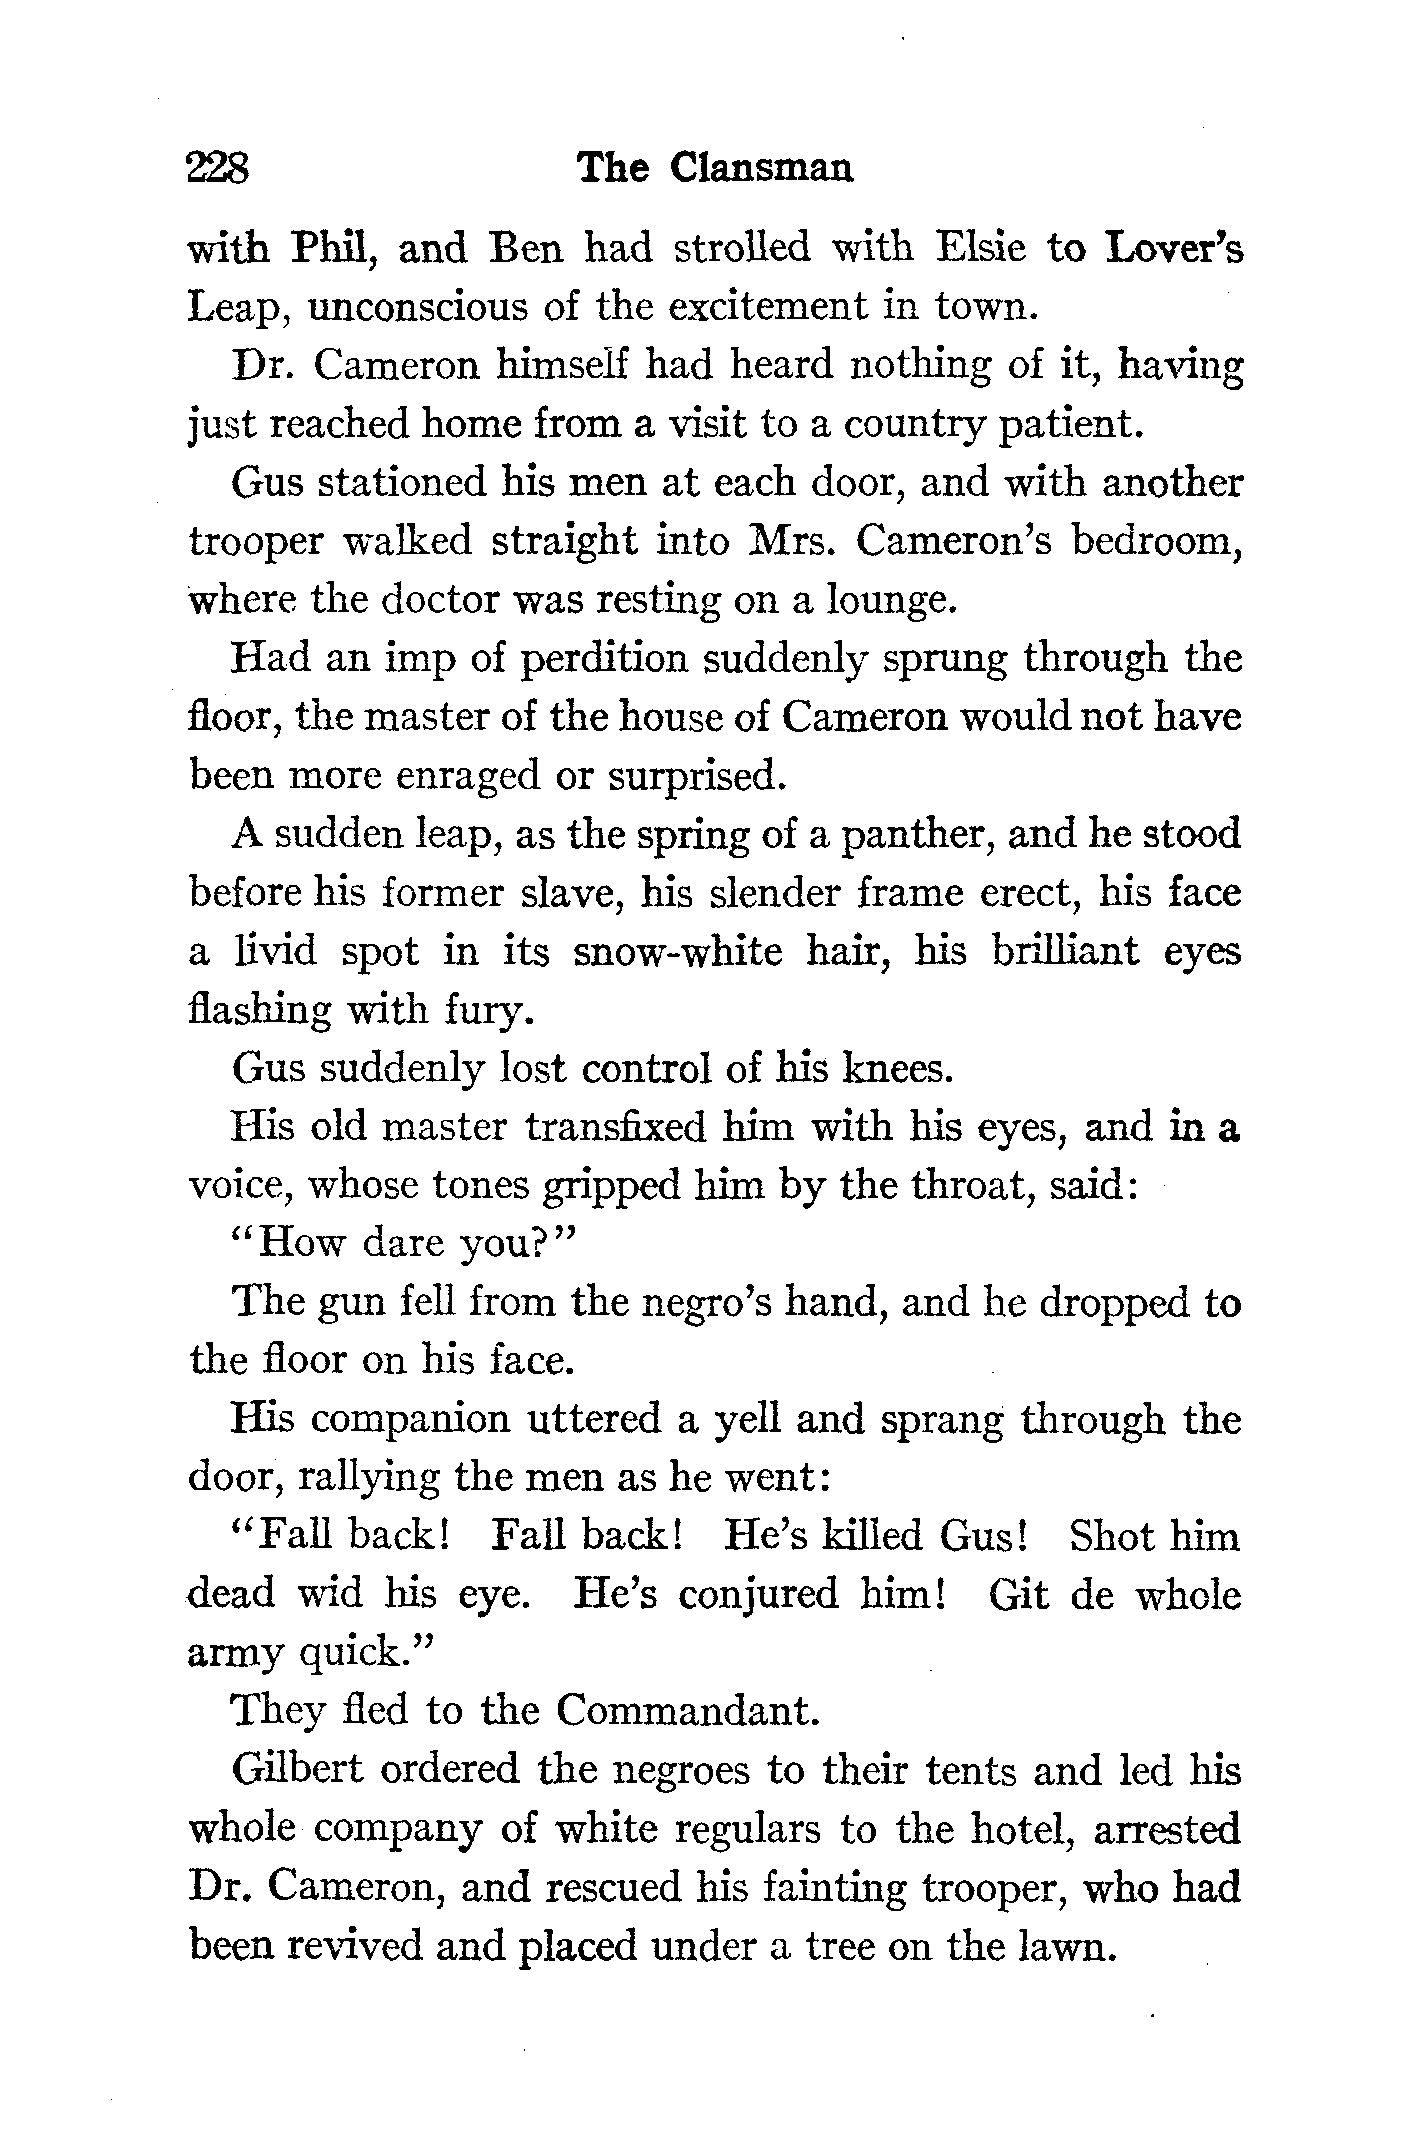 228 The Clansman
with Phil, and Ben had strolled with Elsie to Lover's
Leap, unconscious of the excitement in town.
Dr. Cameron himself had heard nothing of it, having
just reached home from a visit to a country patient.
Gus stationed his men at each door, and with another
trooper walked straight into Mrs. Cameron's bedroom,
where the doctor was resting on a lounge.
Had an imp of perdition suddenly sprung through the
floor, the master of the house of Cameron would not have
been more enraged or surprised.
A sudden leap, as the spring of a panther, and he stood
before his former slave, his slender frame erect, his face
a livid spot in its snow-white hair, his brilliant eyes
flashing with fury.
Gus suddenly lost control of his knees.
His old master transfixed him with his eyes, and in a
voice, whose tones gripped him by the throat, said:
"How dare you?"
The gun fell from the negro's hand, and he dropped to
the floor on his face.
His companion uttered a yell and sprang through the
door, rallying the men as he went:
"Fall back! Fall back! He's killed Gus! Shot him
dead wid his eye. He's conjured him! Git de whole
army quick."
They fled to the Commandant.
Gilbert ordered the negroes to their tents and led his
whole company of white regulars to the hotel, arrested
Dr. Cameron, and rescued his fainting trooper, who had
been revived and placed under a tree on the lawn.